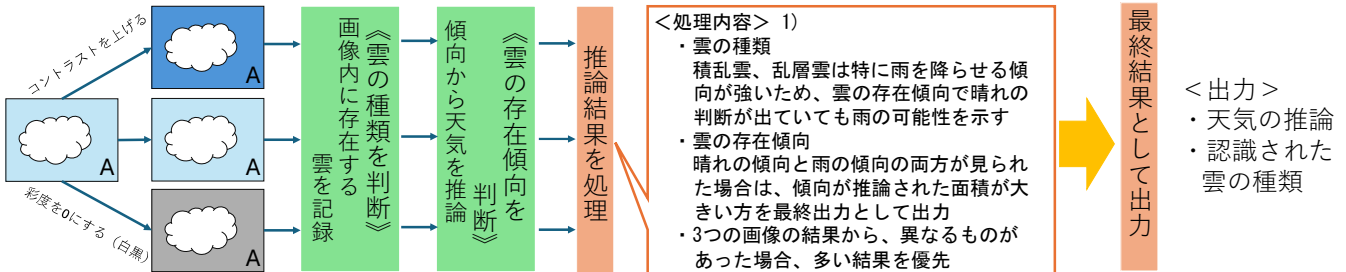 コントラストを上げる
彩度を0にする（白黒）
A
A
A
A
《雲の種類を判断》
画像内に存在する
雲を記録
《雲の存在傾向を
判断》
傾向から天気を推論
推論結果を処理
＜処理内容＞ 1)
・雲の種類
積乱雲、乱層雲は特に雨を降らせる傾
向が強いため、雲の存在傾向で晴れの
判断が出ていても雨の可能性を示す
・雲の存在傾向
晴れの傾向と雨の傾向の両方が見られ
た場合は、傾向が推論された面積が大
きい方を最終出力として出力
・3つの画像の結果から、異なるものが
あった場合、多い結果を優先
最終結果として出力
＜出力＞
・天気の推論
・認識された
雲の種類